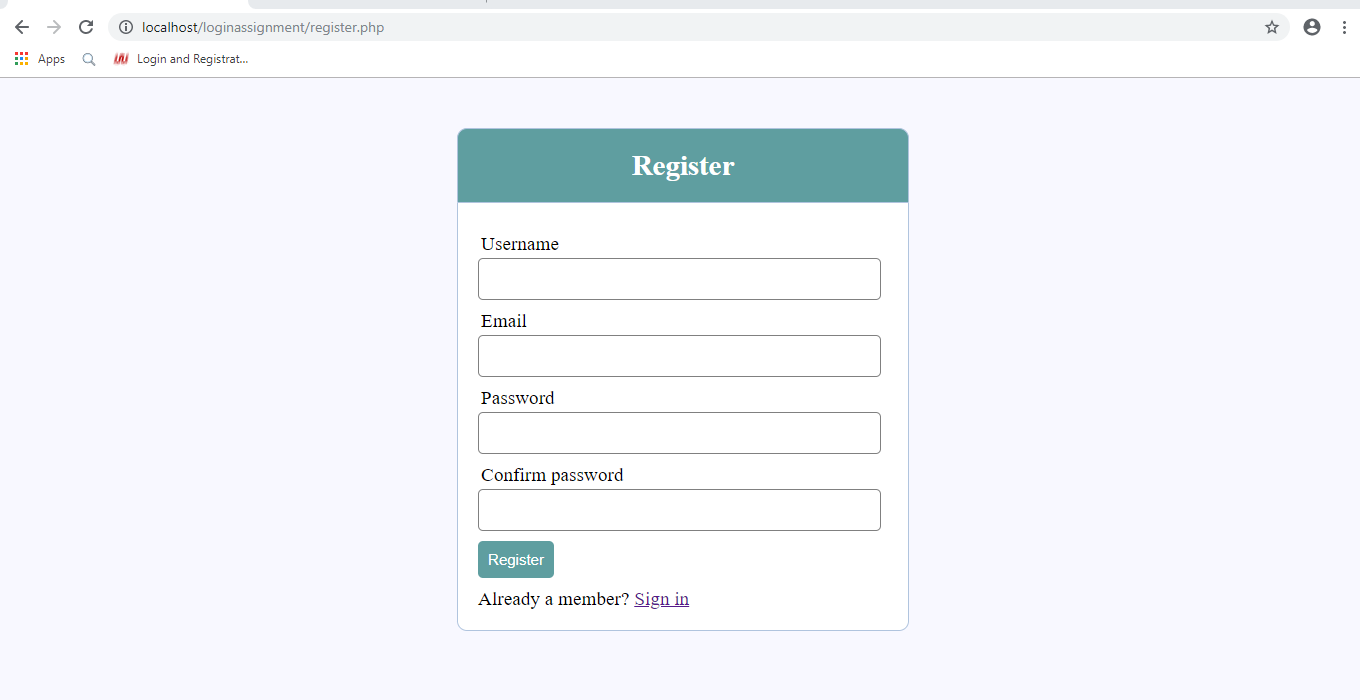 localhost/loginassignment/register.php
Apps
Login and Registrat...
Register
Username
Email
Password
Confirm password
Register
Already a member? Sign in